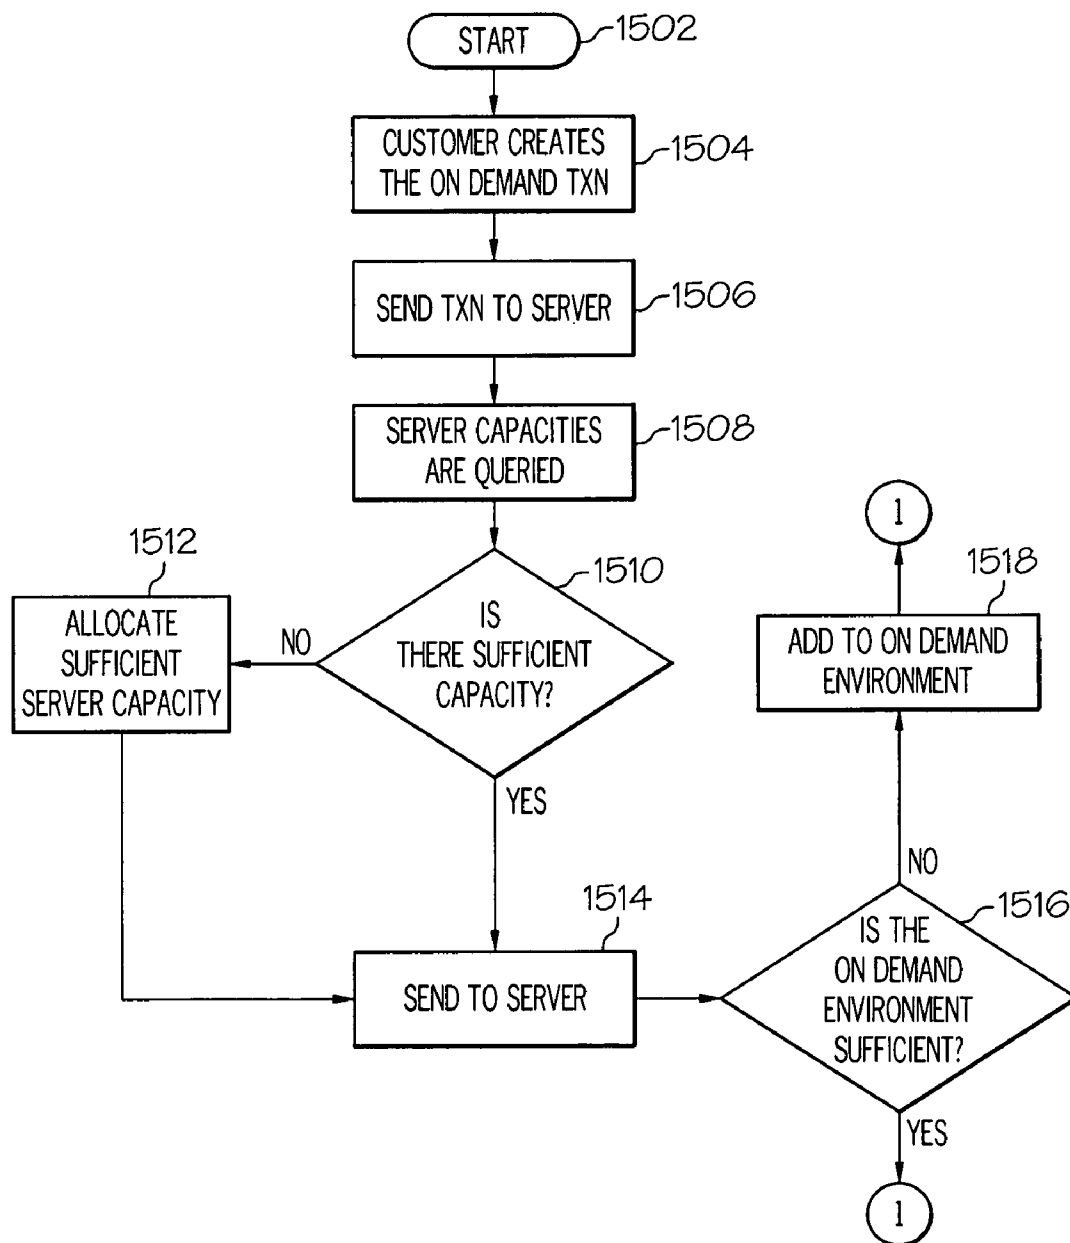 START
1502
CUSTOMER CREATES
THE ON DEMAND TXN
1504
SEND TXN TO SERVER
1506
SERVER CAPACITIES
ARE QUERIED
1508
1
1512
1510
1518
ALLOCATE
SUFFICIENT
SERVER CAPACITY
NO
IS
THERE SUFFICIENT
CAPACITY?
ADD TO ON DEMAND
ENVIRONMENT
YES
NO
1514
1516
SEND TO SERVER
IS THE
ON DEMAND
ENVIRONMENT
SUFFICIENT?
YES
1